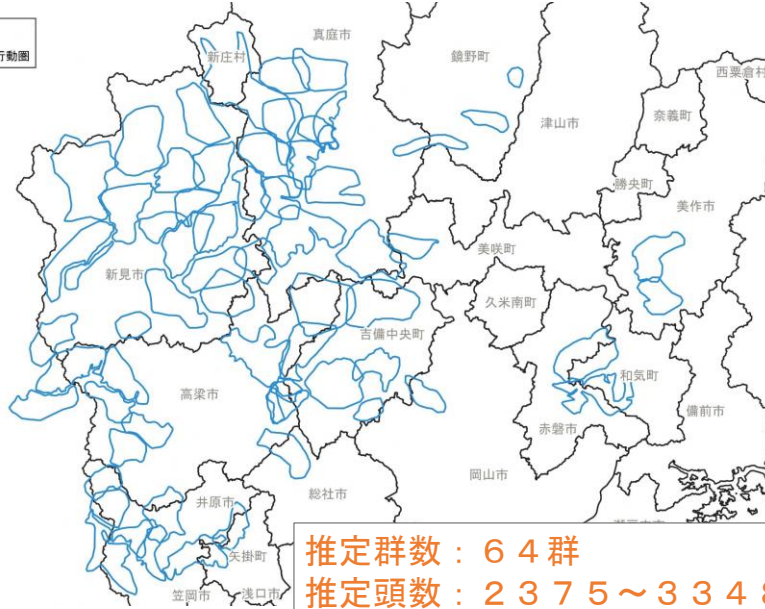 行動圏
真庭市
新庄村
鏡野町
西粟倉村
奈義町
津山市
勝央町
美作市
美咲町
新見市
久米南町
吉備中央町
和気町
高梁市
備前市
赤磐市
岡山市
総社市
井原市
矢掛町
笠岡市
浅口市
推定群数：６４群
推定頭数：２３７５～３３４８